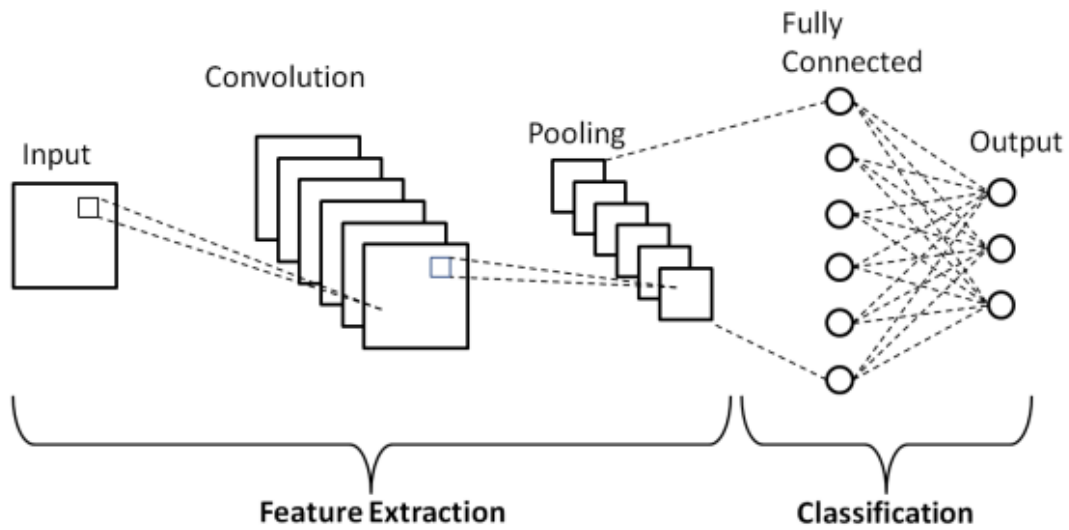 Input
Convolution
Pooling
Fully
Connected
Output
Feature Extraction
Classification